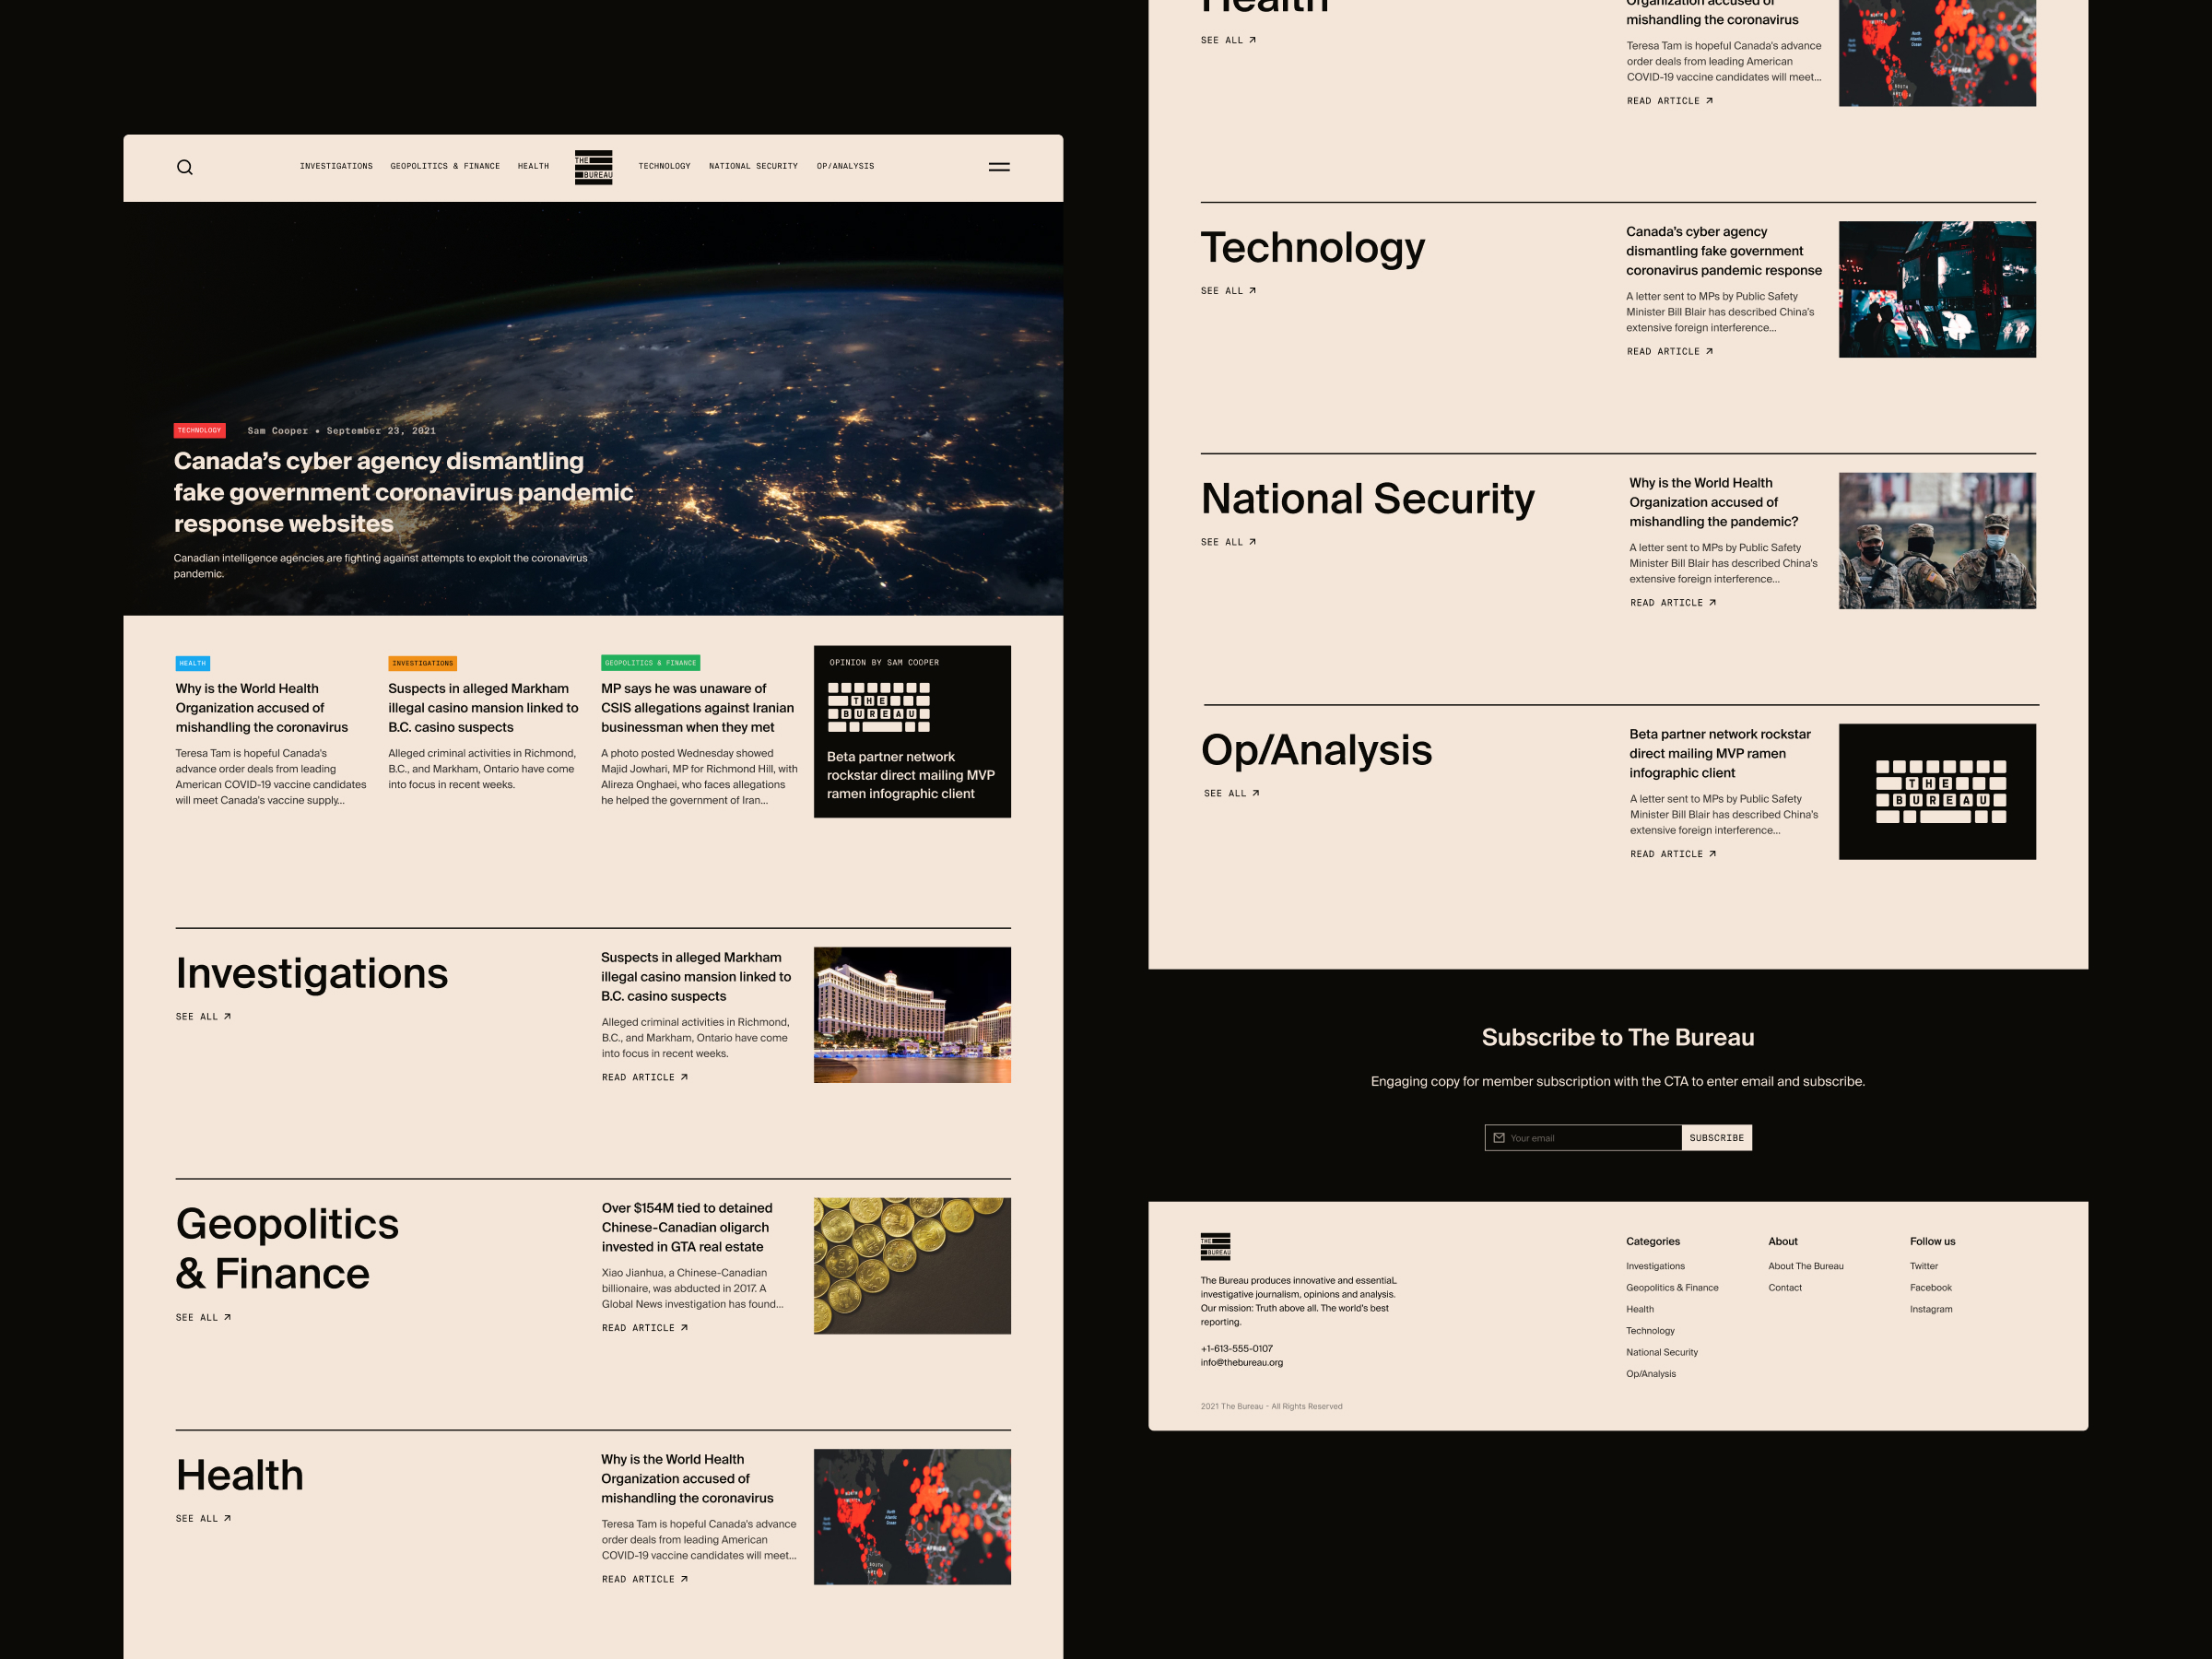 INVESTIGATIONS GEOPOLITICS & FINANCE HEALTH THE BUREAU TECHNOLOGY NATIONAL SECURITY OP/ANALYSIS
TECHNOLOGY Sam Cooper • September 23, 2021
Canada’s cyber agency dismantling
fake government coronavirus pandemic
response websites
Canadian intelligence agencies are fighting against attempts to exploit the coronavirus
pandemic.
HEALTH
Why is the World Health
Organization accused of
mishandling the coronavirus
Teresa Tam is hopeful Canada's
advance order deals from leading
American COVID-19 vaccine candidates
will meet Canada's vaccine supply...
INVESTIGATIONS
Suspects in alleged Markham
illegal casino mansion linked to
B.C. casino suspects
Alleged criminal activities in Richmond,
B.C., and Markham, Ontario have come
into focus in recent weeks.
GEOPOLITICS & FINANCE
MP says he was unaware of
CSIS allegations against Iranian
businessman when they met
A photo posted Wednesday showed
Majid Jowhari, MP for Richmond Hill, with
Alireza Onghaei, who faces allegations
he helped the government of Iran...
OPINION BY SAM COOPER
THE
BUREAU
Beta partner network
rockstar direct mailing MVP
ramen infographic client
Investigations
SEE ALL
Suspects in alleged Markham
illegal casino mansion linked to
B.C. casino suspects
Alleged criminal activities in Richmond,
B.C., and Markham, Ontario have come
into focus in recent weeks.
READ ARTICLE
Geopolitics
& Finance
SEE ALL
Over $154M tied to detained
Chinese-Canadian oligarch
invested in GTA real estate
Xiao Jianhua, a Chinese-Canadian
billionaire, was abducted in 2017. A
Global News investigation has found...
READ ARTICLE
Health
SEE ALL
Why is the World Health
Organization accused of
mishandling the coronavirus
Teresa Tam is hopeful Canada's advance
order deals from leading American
COVID-19 vaccine candidates will meet...
READ ARTICLE
NORTH
AMERICA
North
Atlantic
Ocean
AFRICA
SOUTH
AMERICA
Health
SEE ALL
Organization accused of
mishandling the coronavirus
Teresa Tam is hopeful Canada's advance
order deals from leading American
COVID-19 vaccine candidates will meet...
READ ARTICLE
North
Atlantic
Ocean
AFRICA
SOUTH
AMERICA
Technology
SEE ALL
Canada’s cyber agency
dismantling fake government
coronavirus pandemic response
A letter sent to MPs by Public Safety
Minister Bill Blair has described China's
extensive foreign interference...
READ ARTICLE
National Security
SEE ALL
Why is the World Health
Organization accused of
mishandling the pandemic?
A letter sent to MPs by Public Safety
Minister Bill Blair has described China's
extensive foreign interference...
READ ARTICLE
Op/Analysis
SEE ALL
Beta partner network rockstar
direct mailing MVP ramen
infographic client
A letter sent to MPs by Public Safety
Minister Bill Blair has described China's
extensive foreign interference...
READ ARTICLE
THE
BUREAU
Subscribe to The Bureau
Engaging copy for member subscription with the CTA to enter email and subscribe.
Your email SUBSCRIBE
THE
BUREAU
The Bureau produces innovative and essentiaL
investigative journalism, opinions and analysis.
Our mission: Truth above all. The world's best
reporting.
+1-613-555-0107
info@thebureau.org
2021 The Bureau - All Rights Reserved
Categories
Investigations
Geopolitics & Finance
Health
Technology
National Security
Op/Analysis
About
About The Bureau
Contact
Follow us
Twitter
Facebook
Instagram